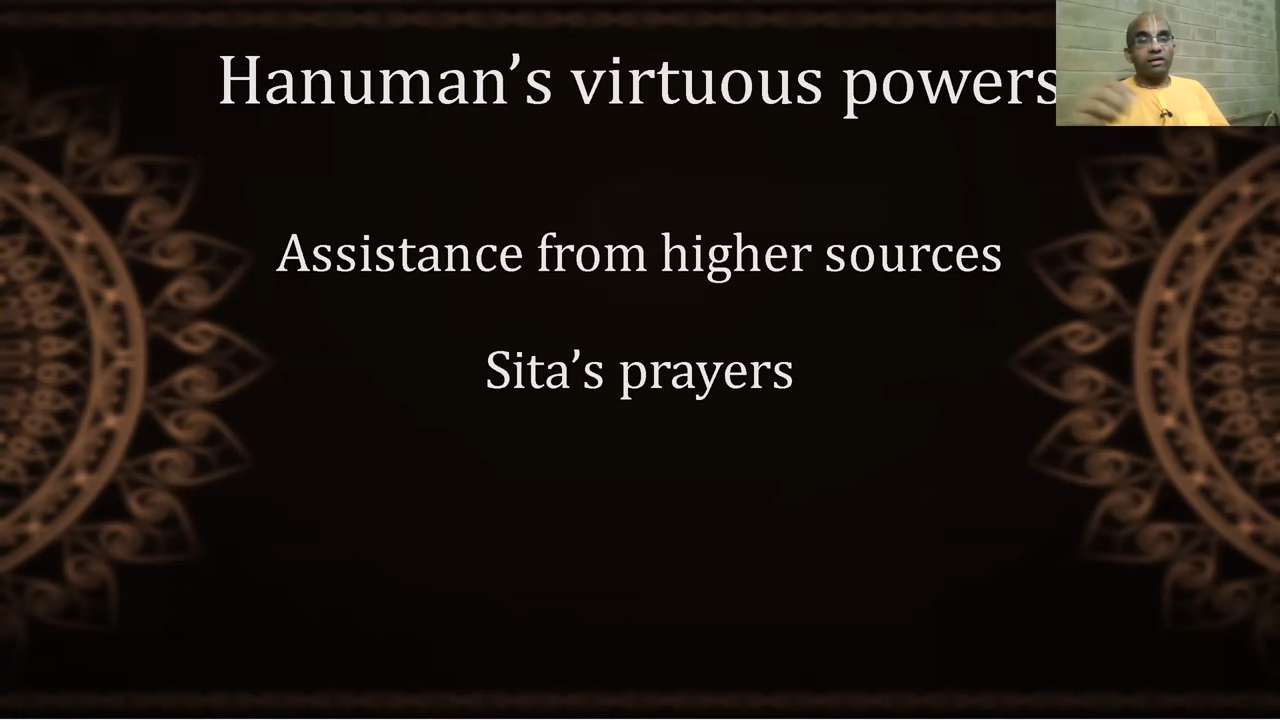 Hanuman’s virtuous powers
Assistance from higher sources
Sita’s prayers